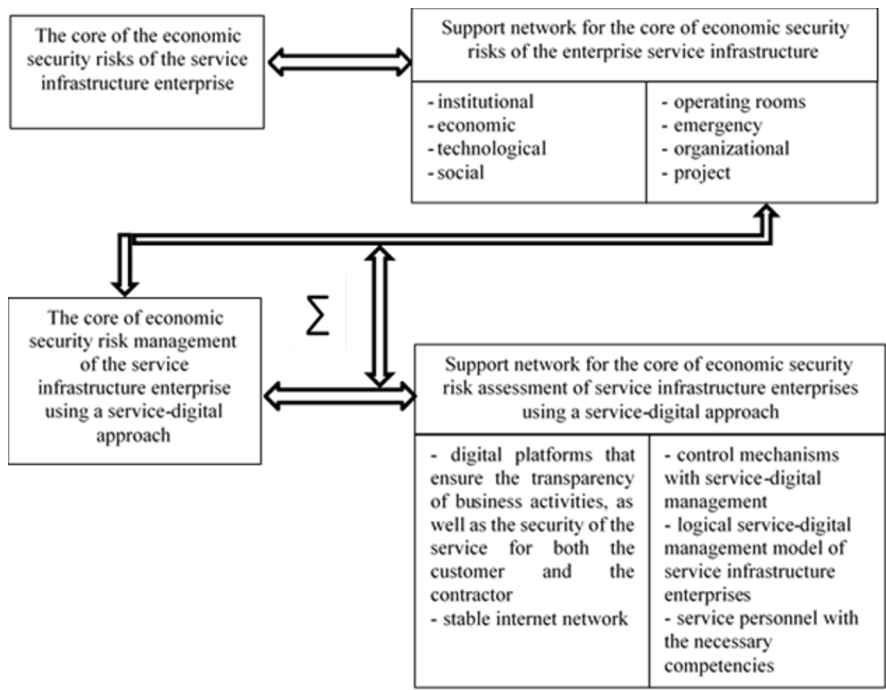 The core of the economic
security risks of the service
infrastructure enterprise
Support network for the core of economic security
risks of the enterprise service infrastructure
- institutional
- economic
- technological
- social
- operating rooms
- emergency
- organizational
- project
∑
The core of economic
security risk management
of the service
infrastructure enterprise
using a service-digital
approach
Support network for the core of economic security
risk assessment of service infrastructure enterprises
using a service-digital approach
- digital platforms that
ensure the transparency
of business activities, as
well as the security of the
service for both the
customer and the
contractor
- stable internet network
- control mechanisms
with service-digital
management
- logical service-digital
management model of
service infrastructure
enterprises
- service personnel with
the necessary
competencies